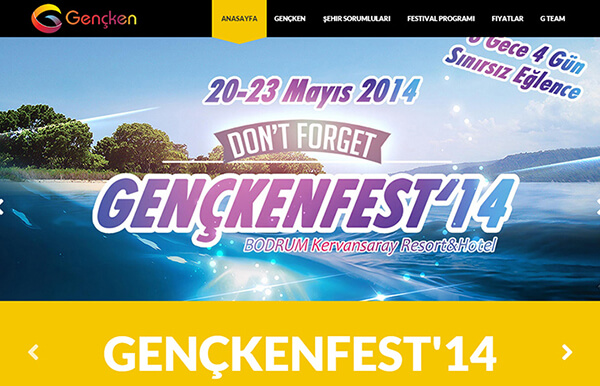 Gençken
ANASAYFA GENÇKEN ŞEHIR SORUMLULARI FESTIVAL PROGRAMI FIYATLAR G TEAM
Gece 4 Gün
Sınırsız Eğlence
20-23 Mayıs 2014
DON'T FORGET
GENÇKENFEST'14
BODRUM Kervansaray Resort&Hotel
GENÇKENFEST'14